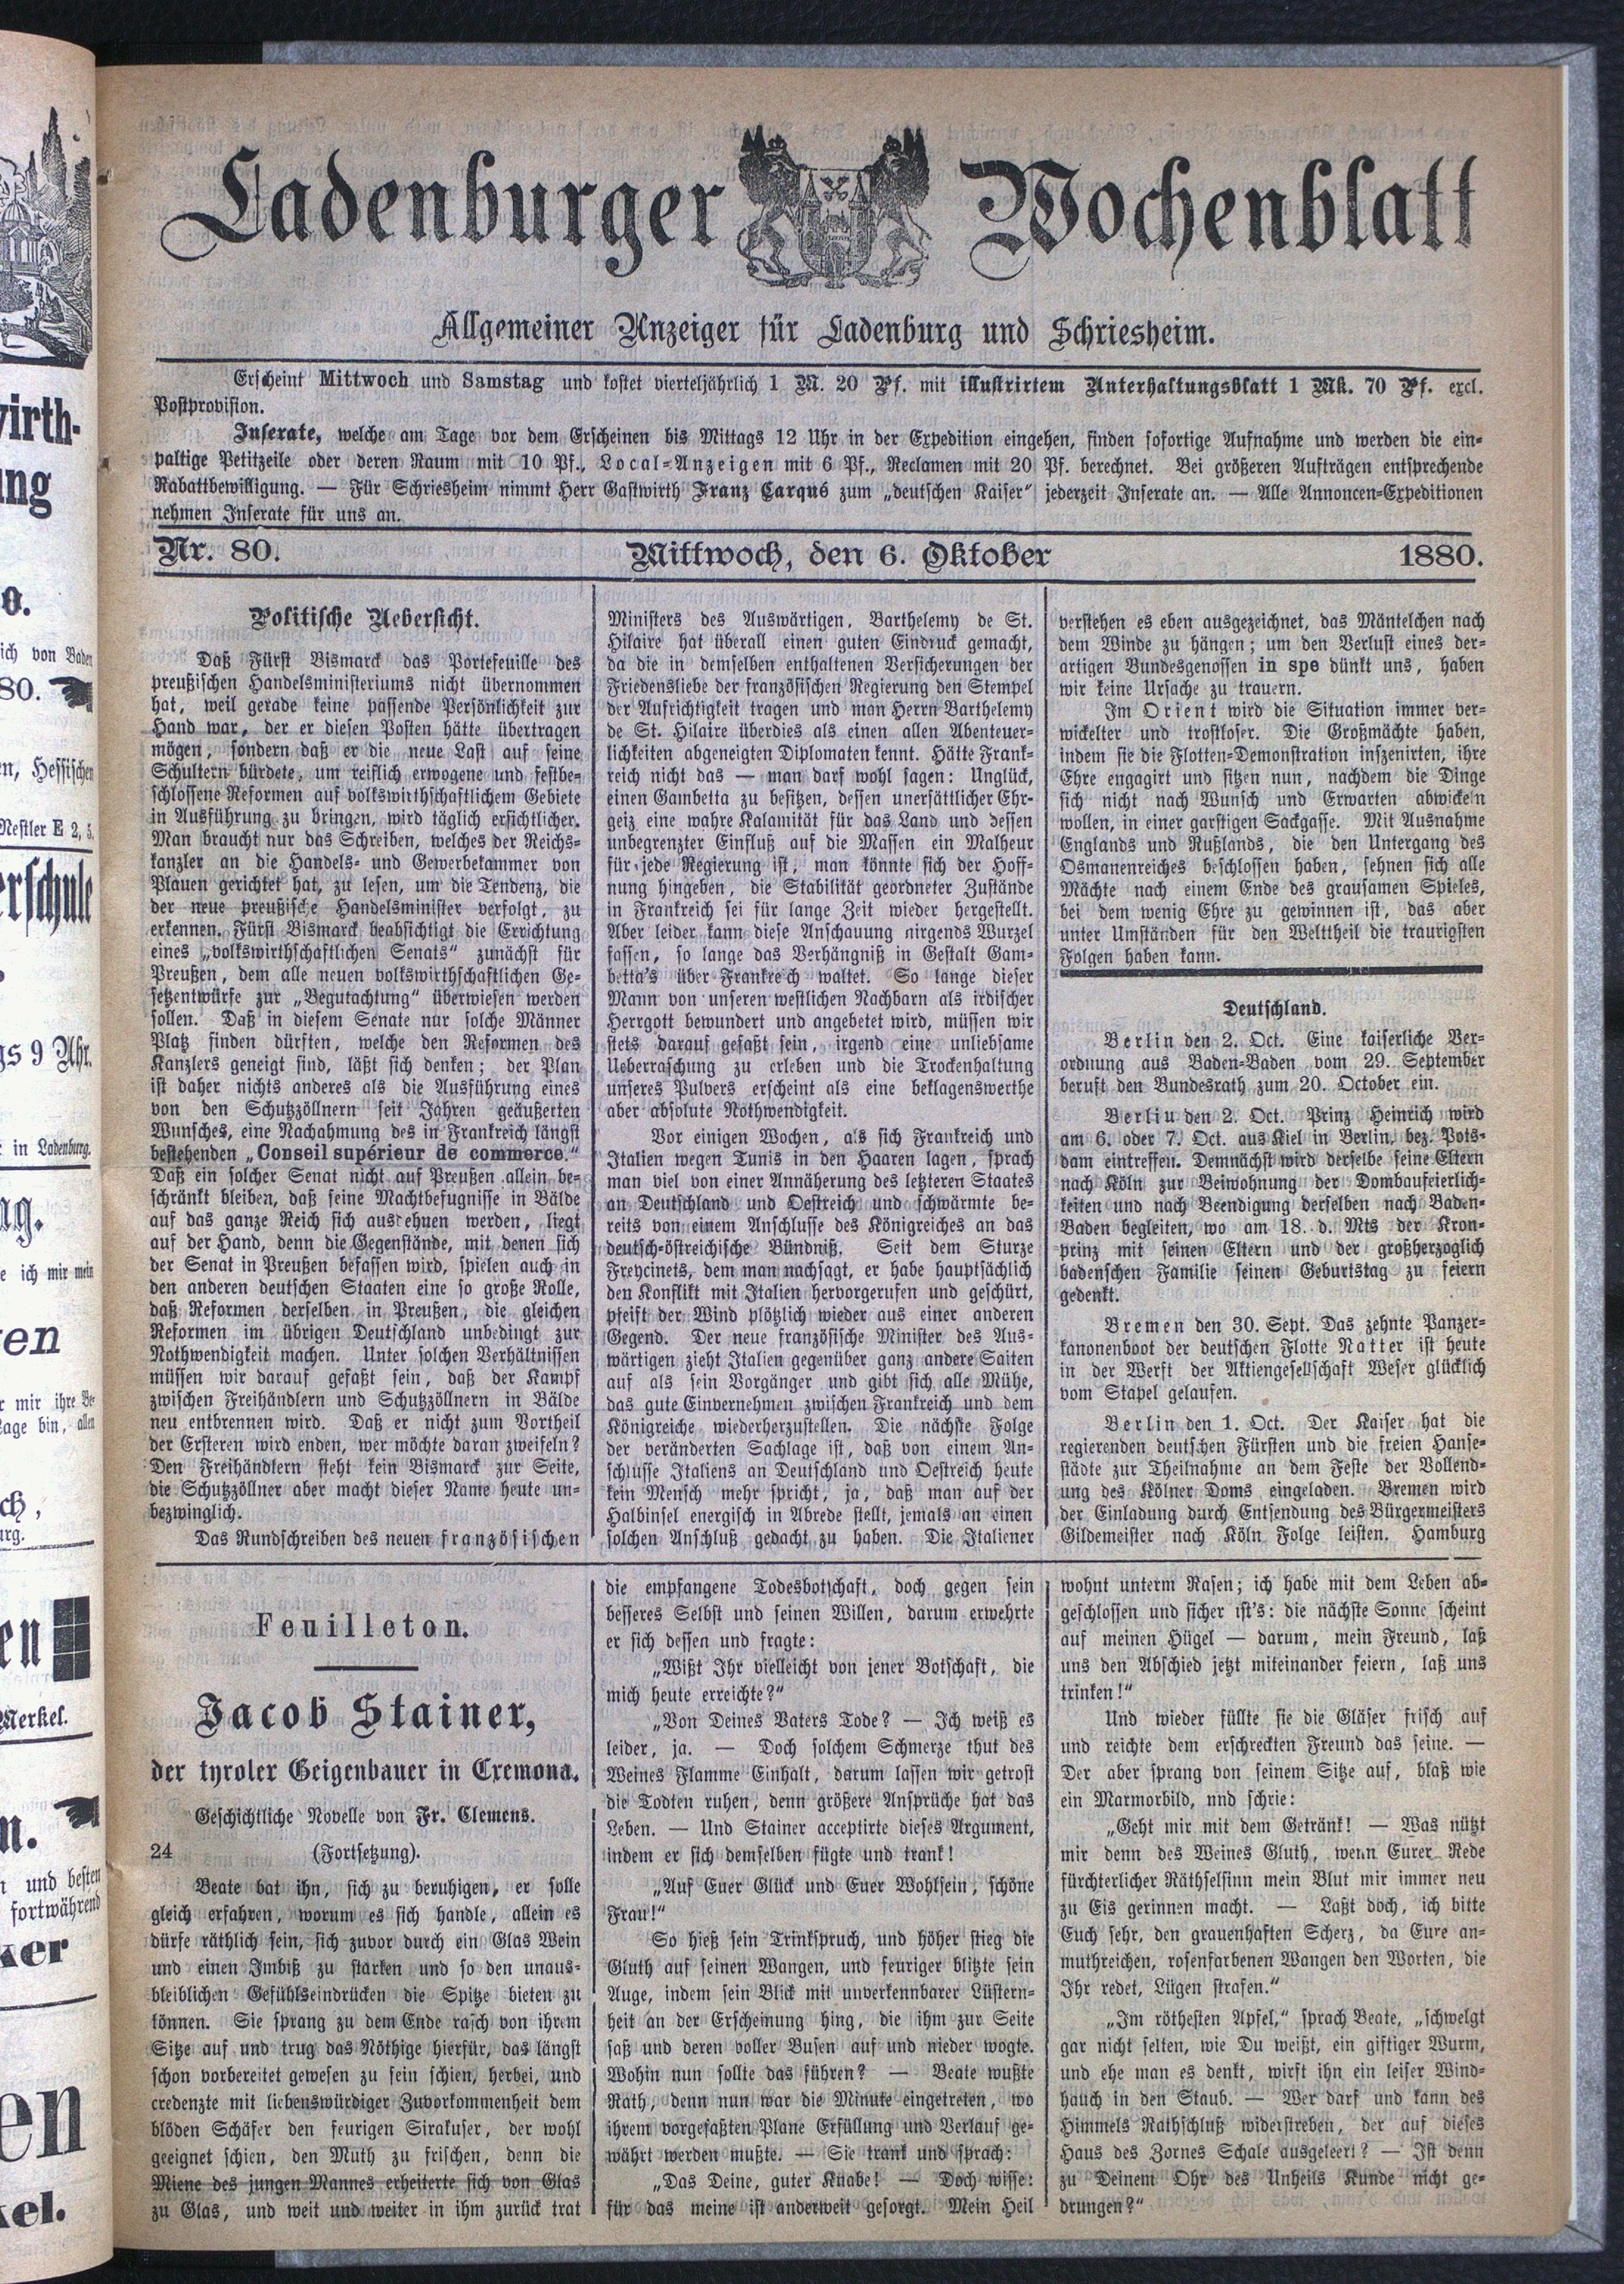 Ladenburger Wochenblatt
Allgemeiner Anzeiger für Ladenburg und Schriesheim.
Erscheint Mittwoch und Samstag und kostet vierteljährlich 1 M. 20 Pf. mit illustrirtem Unterhaltungsblatt 1 Mk. 70 Pf. excl.
Postprovision.
Inserate, welche am Tage vor dem Erscheinen bis Mittags 12 Uhr in der Expedition eingehen, finden sofortige Aufnahme und werden die ein-
paltige Petitzeile oder deren Raum mit 10 Pf., Local-Anzeigen mit 6 Pf., Reclamen mit 20 Pf. berechnet. Bei größeren Aufträgen entsprechende
Rabattbewilligung. — Für Schriesheim nimmt Herr Gastwirth Franz Carqué zum „deutschen Kaiser" jederzeit Inserate an. — Alle Annoncen-Expeditionen
nehmen Inserate für uns an.
Nr. 80. Mittwoch, den 6. Oktober 1880.
Politische Uebersicht.
Daß Fürst Bismarck das Portefeuille des
preußischen Handelsministeriums nicht übernommen
hat, weil gerade keine passende Persönlichkeit zur
Hand war, der er diesen Posten hätte übertragen
mögen, sondern daß er die neue Last auf seine
Schultern bürdete, um reiflich erwogene und festbe-
schlossene Reformen auf volkswirthschaftlichem Gebiete
in Ausführung zu bringen, wird täglich ersichtlicher.
Man braucht nur das Schreiben, welches der Reichs-
kanzler an die Handels- und Gewerbekammer von
Plauen gerichtet hat, zu lesen, um die Tendenz, die
der neue preußische Handelsminister verfolgt, zu
erkennen. Fürst Bismarck beabsichtigt die Errichtung
eines „volkswirthschaftlichen Senats" zunächst für
Preußen, dem alle neuen volkswirthschaftlichen Ge-
setzentwürfe zur „Begutachtung" überwiesen werden
sollen. Daß in diesem Senate nur solche Männer
Platz finden dürften, welche den Reformen des
Kanzlers geneigt sind, läßt sich denken; der Plan
ist daher nichts anderes als die Ausführung eines
von den Schutzzöllnern seit Jahren geäußerten
Wunsches, eine Nachahmung des in Frankreich längst
bestehenden „Conseil supérieur de commerce."
Daß ein solcher Senat nicht auf Preußen allein be-
schränkt bleiben, daß seine Machtbefugnisse in Bälde
auf das ganze Reich sich ausdehnen werden, liegt
auf der Hand, denn die Gegenstände, mit denen sich
der Senat in Preußen befassen wird, spielen auch in
den anderen deutschen Staaten eine so große Rolle,
daß Reformen derselben in Preußen, die gleichen
Reformen im übrigen Deutschland unbedingt zur
Nothwendigkeit machen. Unter solchen Verhältnissen
müssen wir darauf gefaßt sein, daß der Kampf
zwischen Freihändlern und Schutzzöllnern in Bälde
neu entbrennen wird. Daß er nicht zum Vortheil
der Ersteren wird enden, wer möchte daran zweifeln?
Den Freihändlern steht kein Bismarck zur Seite,
die Schutzzöllner aber macht dieser Name heute un-
bezwinglich.
Das Rundschreiben des neuen französischen
Ministers des Auswärtigen, Barthelemy de St.
Hilaire hat überall einen guten Eindruck gemacht,
da die in demselben enthaltenen Versicherungen der
Friedensliebe der französischen Regierung den Stempel
der Aufrichtigkeit tragen und man Herrn Barthelemy
de St. Hilaire überdies als einen allen Abenteuer-
lichkeiten abgeneigten Diplomaten kennt. Hätte Frank-
reich nicht das — man darf wohl sagen: Unglück,
einen Gambetta zu besitzen, dessen unersättlicher Ehr-
geiz eine wahre Kalamität für das Land und dessen
unbegrenzter Einfluß auf die Massen ein Malheur
für jede Regierung ist, man könnte sich der Hoff-
nung hingeben, die Stabilität geordneter Zustände
in Frankreich sei für lange Zeit wieder hergestellt.
Aber leider kann diese Anschauung nirgends Wurzel
fassen, so lange das Verhängniß in Gestalt Gam-
betta's über Frankreich waltet. So lange dieser
Mann von unseren westlichen Nachbarn als irdischer
Herrgott bewundert und angebetet wird, müssen wir
stets darauf gefaßt sein, irgend eine unliebsame
Ueberraschung zu erleben und die Trockenhaltung
unseres Pulvers erscheint als eine beklagenswerthe
aber absolute Nothwendigkeit.
Vor einigen Wochen, als sich Frankreich und
Italien wegen Tunis in den Haaren lagen, sprach
man viel von einer Annäherung des letzteren Staates
an Deutschland und Oestreich und schwärmte be-
reits von einem Anschlusse des Königreiches an das
deutsch-östreichische Bündniß. Seit dem Sturze
Freycinets, dem man nachsagt, er habe hauptsächlich
den Konflikt mit Italien hervorgerufen und geschürt,
pfeift der Wind plötzlich wieder aus einer anderen
Gegend. Der neue französische Minister des Aus-
wärtigen zieht Italien gegenüber ganz andere Saiten
auf als sein Vorgänger und gibt sich alle Mühe,
das gute Einvernehmen zwischen Frankreich und dem
Königreiche wiederherzustellen. Die nächste Folge
der veränderten Sachlage ist, daß von einem An-
schlusse Italiens an Deutschland und Oestreich heute
kein Mensch mehr spricht, ja, daß man auf der
Halbinsel energisch in Abrede stellt, jemals an einen
solchen Anschluß gedacht zu haben. Die Italiener
verstehen es eben ausgezeichnet, das Mäntelchen nach
dem Winde zu hängen; um den Verlust eines der-
artigen Bundesgenossen in spe dünkt uns, haben
wir keine Ursache zu trauern.
Im Orient wird die Situation immer ver-
wickelter und trostloser. Die Großmächte haben,
indem sie die Flotten-Demonstration inszenirten, ihre
Ehre engagirt und sitzen nun, nachdem die Dinge
sich nicht nach Wunsch und Erwarten abwickeln
wollen, in einer garstigen Sackgasse. Mit Ausnahme
Englands und Rußlands, die den Untergang des
Osmanenreiches beschlossen haben, sehnen sich alle
Mächte nach einem Ende des grausamen Spieles,
bei dem wenig Ehre zu gewinnen ist, das aber
unter Umständen für den Welttheil die traurigsten
Folgen haben kann.
Deutschland.
Berlin den 2. Oct. Eine kaiserliche Ver-
ordnung aus Baden-Baden vom 29. September
beruft den Bundesrath zum 20. October ein.
Berliu den 2. Oct. Prinz Heinrich wird
am 6. oder 7. Oct. aus Kiel in Berlin, bez. Pots-
dam eintreffen. Demnächst wird derselbe seine Eltern
nach Köln zur Beiwohnung der Dombaufeierlich-
keiten und nach Beendigung derselben nach Baden-
Baden begleiten, wo am 18. d. Mts der Kron-
prinz mit seinen Eltern und der großherzoglich
badenschen Familie seinen Geburtstag zu feiern
gedenkt.
Bremen den 30. Sept. Das zehnte Panzer-
kanonenboot der deutschen Flotte Natter ist heute
in der Werft der Aktiengesellschaft Weser glücklich
vom Stapel gelaufen.
Berlin den 1. Oct. Der Kaiser hat die
regierenden deutschen Fürsten und die freien Hanse-
städte zur Theilnahme an dem Feste der Vollend-
ung des Kölner Doms eingeladen. Bremen wird
der Einladung durch Entsendung des Bürgermeisters
Gildemeister nach Köln Folge leisten. Hamburg
Feuilleton.
Jacob Stainer,
der tyroler Geigenbauer in Cremona.
Geschichtliche Novelle von Fr. Clemens.
24 (Fortsetzung).
Beate bat ihn, sich zu beruhigen, er solle
gleich erfahren, worum es sich handle, allein es
dürfe räthlich sein, sich zuvor durch ein Glas Wein
und einen Imbiß zu stärken und so den unaus-
bleiblichen Gefühlseindrücken die Spitze bieten zu
können. Sie sprang zu dem Ende rasch von ihrem
Sitze auf und trug das Nöthige hierfür, das längst
schon vorbereitet gewesen zu sein schien, herbei, und
credenzte mit liebenswürdiger Zuvorkommenheit dem
blöden Schäfer den feurigen Sirakuser, der wohl
geeignet schien, den Muth zu frischen, denn die
Miene des jungen Mannes erheiterte sich von Glas
zu Glas, und weit und weiter in ihm zurück trat
die empfangene Todesbotschaft, doch gegen sein
besseres Selbst und seinen Willen, darum erwehrte
er sich dessen und fragte:
„Wißt Ihr vielleicht von jener Botschaft, die
mich heute erreichte?"
„Von Deines Vaters Tode? — Ich weiß es
leider, ja. — Doch solchem Schmerze thut des
Weines Flamme Einhalt, darum lassen wir getrost
die Todten ruhen, denn größere Ansprüche hat das
Leben. — Und Stainer acceptirte dieses Argument,
indem er sich demselben fügte und trank!
„Auf Euer Glück und Euer Wohlsein, schöne
Frau!"
So hieß sein Trinkspruch, und höher stieg die
Gluth auf seinen Wangen, und feuriger blitzte sein
Auge, indem sein Blick mit unverkennbarer Lüstern-
heit an der Erscheinung hing, die ihm zur Seite
saß und deren voller Busen auf und nieder wogte.
Wohin nun sollte das führen? — Beate wußte
Rath, denn nun war die Minute eingetreten, wo
ihrem vorgefaßten Plane Erfüllung und Verlauf ge-
währt werden mußte. — Sie trank und sprach:
„Das Deine, guter Knabe! — Doch wisse:
für das meine ist anderweit gesorgt. Mein Heil
wohnt unterm Rasen; ich habe mit dem Leben ab-
geschlossen und sicher ist's: die nächste Sonne scheint
auf meinen Hügel — darum, mein Freund, laß
uns den Abschied jetzt miteinander feiern, laß uns
trinken!"
Und wieder füllte sie die Gläser frisch auf
und reichte dem erschreckten Freund das seine. —
Der aber sprang von seinem Sitze auf, blaß wie
ein Marmorbild, nnd schrie:
„Geht mir mit dem Getränk! — Was nützt
mir denn des Weines Gluth, wenn Eurer Rede
fürchterlicher Räthselsinn mein Blut mir immer neu
zu Eis gerinnen macht. — Laßt doch, ich bitte
Euch sehr, den grauenhaften Scherz, da Eure an-
muthreichen, rosenfarbenen Wangen den Worten, die
Ihr redet, Lügen strafen."
„Im röthesten Apfel," sprach Beate, „schwelgt
gar nicht selten, wie Du weißt, ein giftiger Wurm,
und ehe man es denkt, wirft ihn ein leiser Wind-
hauch in den Staub. — Wer darf und kann des
Himmels Rathschluß widerstreben, der auf dieses
Haus des Zornes Schale ausgeleert? — Ist denn
zu Deinem Ohr des Unheils Kunde nicht ge-
drungen?"